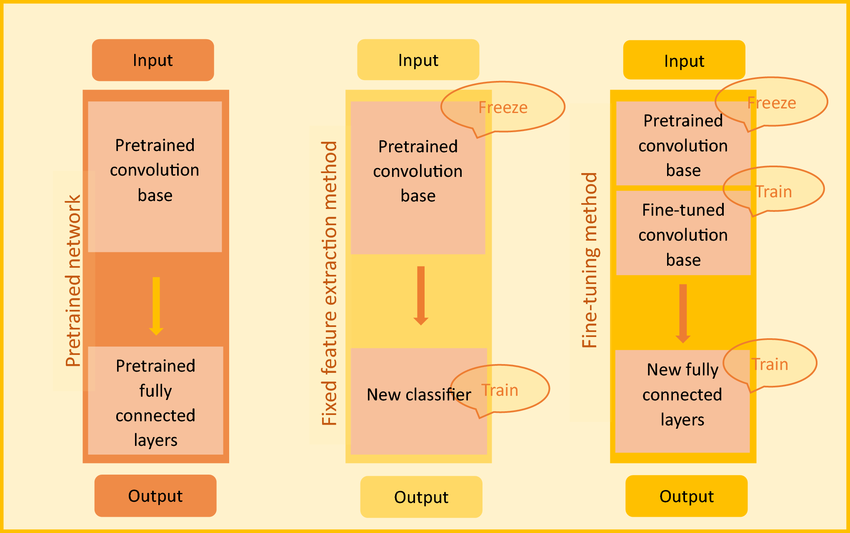 Pretrained network
Input
Pretrained
convolution
base
Pretrained
fully
connected
layers
Output
Fixed feature extraction method
Input
Freeze
Pretrained
convolution
base
New classifier
Train
Output
Fine-tuning method
Input
Freeze
Pretrained
convolution
base
Train
Fine-tuned
convolution
base
Train
New fully
connected
layers
Output